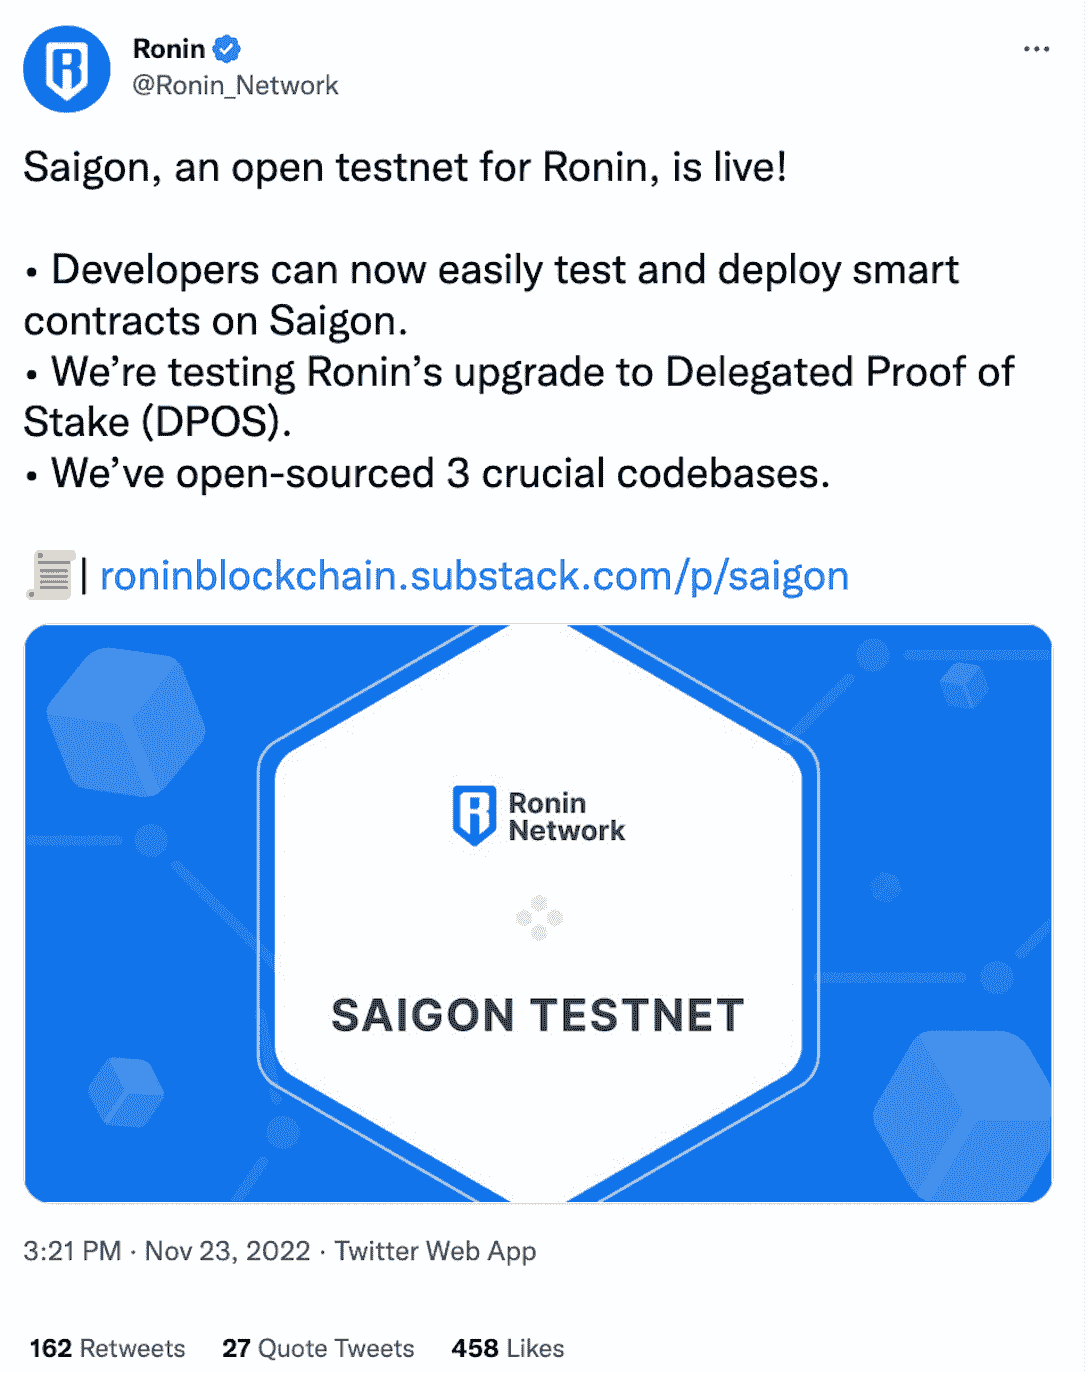 Ronin
@Ronin_Network
Saigon, an open testnet for Ronin, is live!
• Developers can now easily test and deploy smart
contracts on Saigon.
• We’re testing Ronin’s upgrade to Delegated Proof of
Stake (DPOS).
• We’ve open-sourced 3 crucial codebases.
📜| roninblockchain.substack.com/p/saigon
Ronin
Network
SAIGON TESTNET
3:21 PM · Nov 23, 2022 · Twitter Web App
162 Retweets 27 Quote Tweets 458 Likes